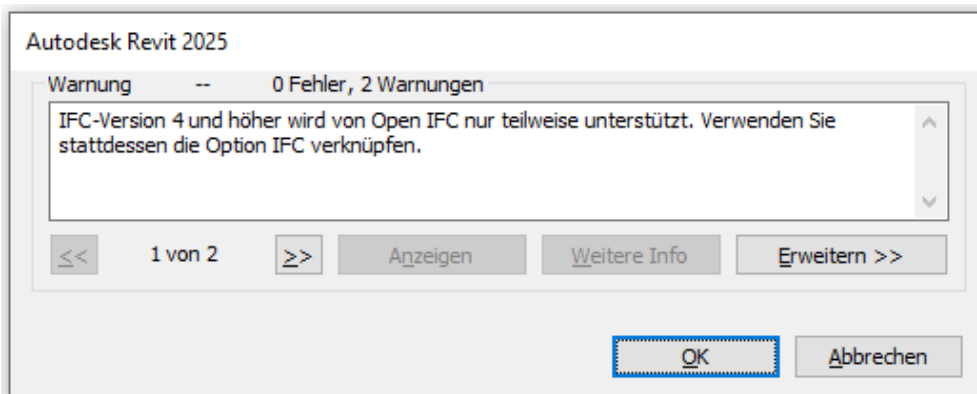 Autodesk Revit 2025
Warnung -- 0 Fehler, 2 Warnungen
IFC-Version 4 und höher wird von Open IFC nur teilweise unterstützt. Verwenden Sie
stattdessen die Option IFC verknüpfen.
<< 1 von 2 >> Anzeigen Weitere Info Erweitern >>
OK Abbrechen